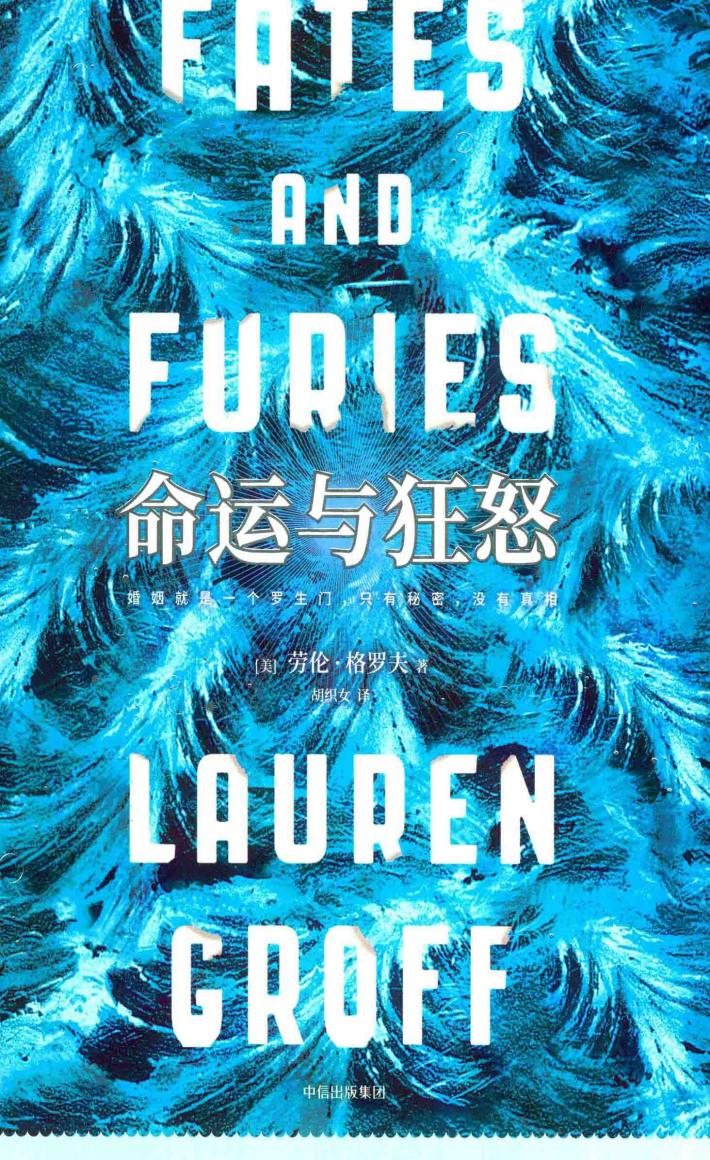 FATES
AND
FURIES
命运与狂怒
婚姻就是一个罗生门，只有秘密，没有真相
[美] 劳伦·格罗夫 著
胡织女 译
LAUREN
GROFF
中信出版集团